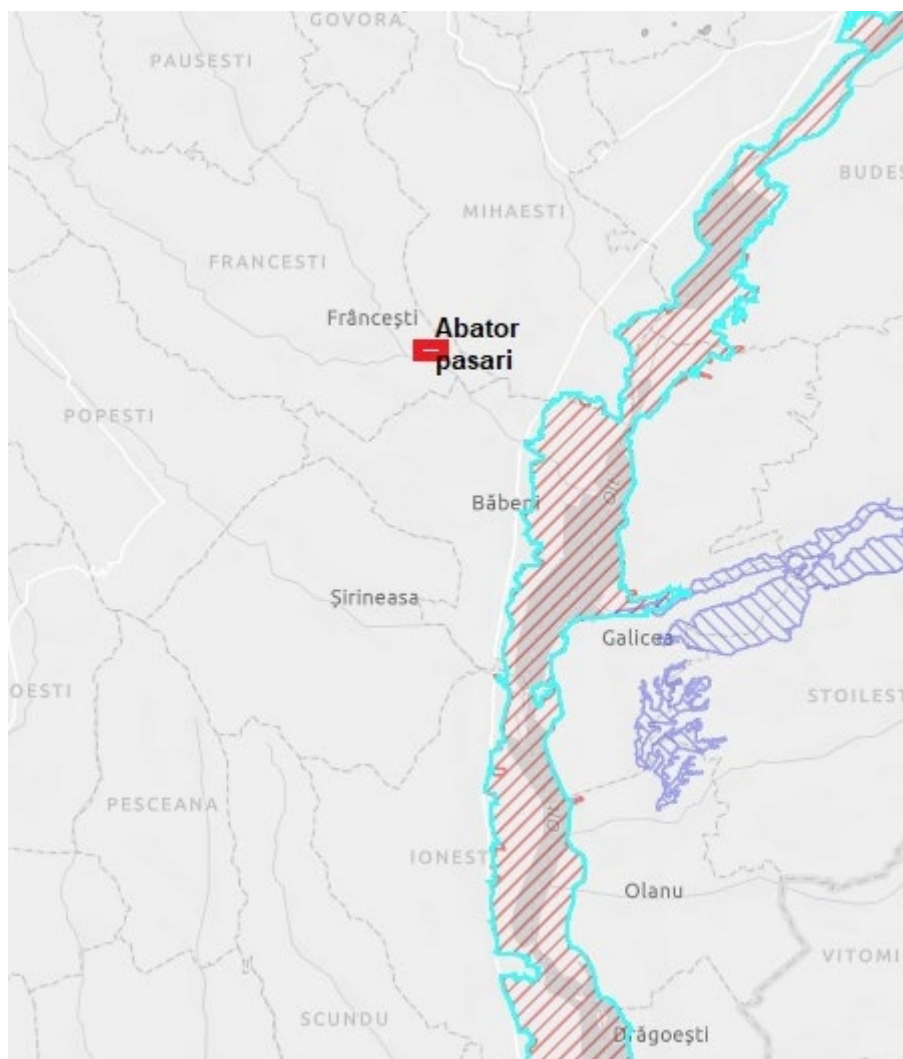 GOVORA
PAUSESTI
BUDES
MIHAESTI
FRANCESTI
Frâncești
Abator
pasari
POPESTI
Olt
Băbeni
Șirineasa
Galicea
OESTI
STOILEST
PESCEANA
Olt
IONEST
Olanu
VITOMI
SCUNDU
Drăgoești